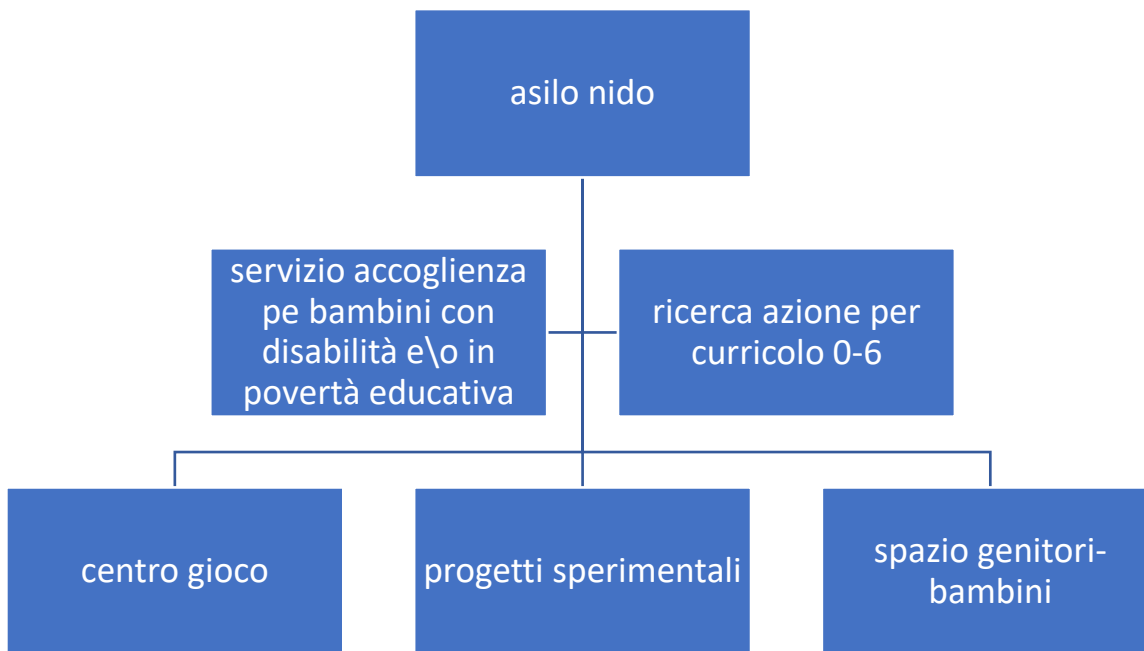 asilo nido
servizio accoglienza
pe bambini con
disabilità e\o in
povertà educativa
ricerca azione per
curricolo 0-6
centro gioco
progetti sperimentali
spazio genitori-
bambini